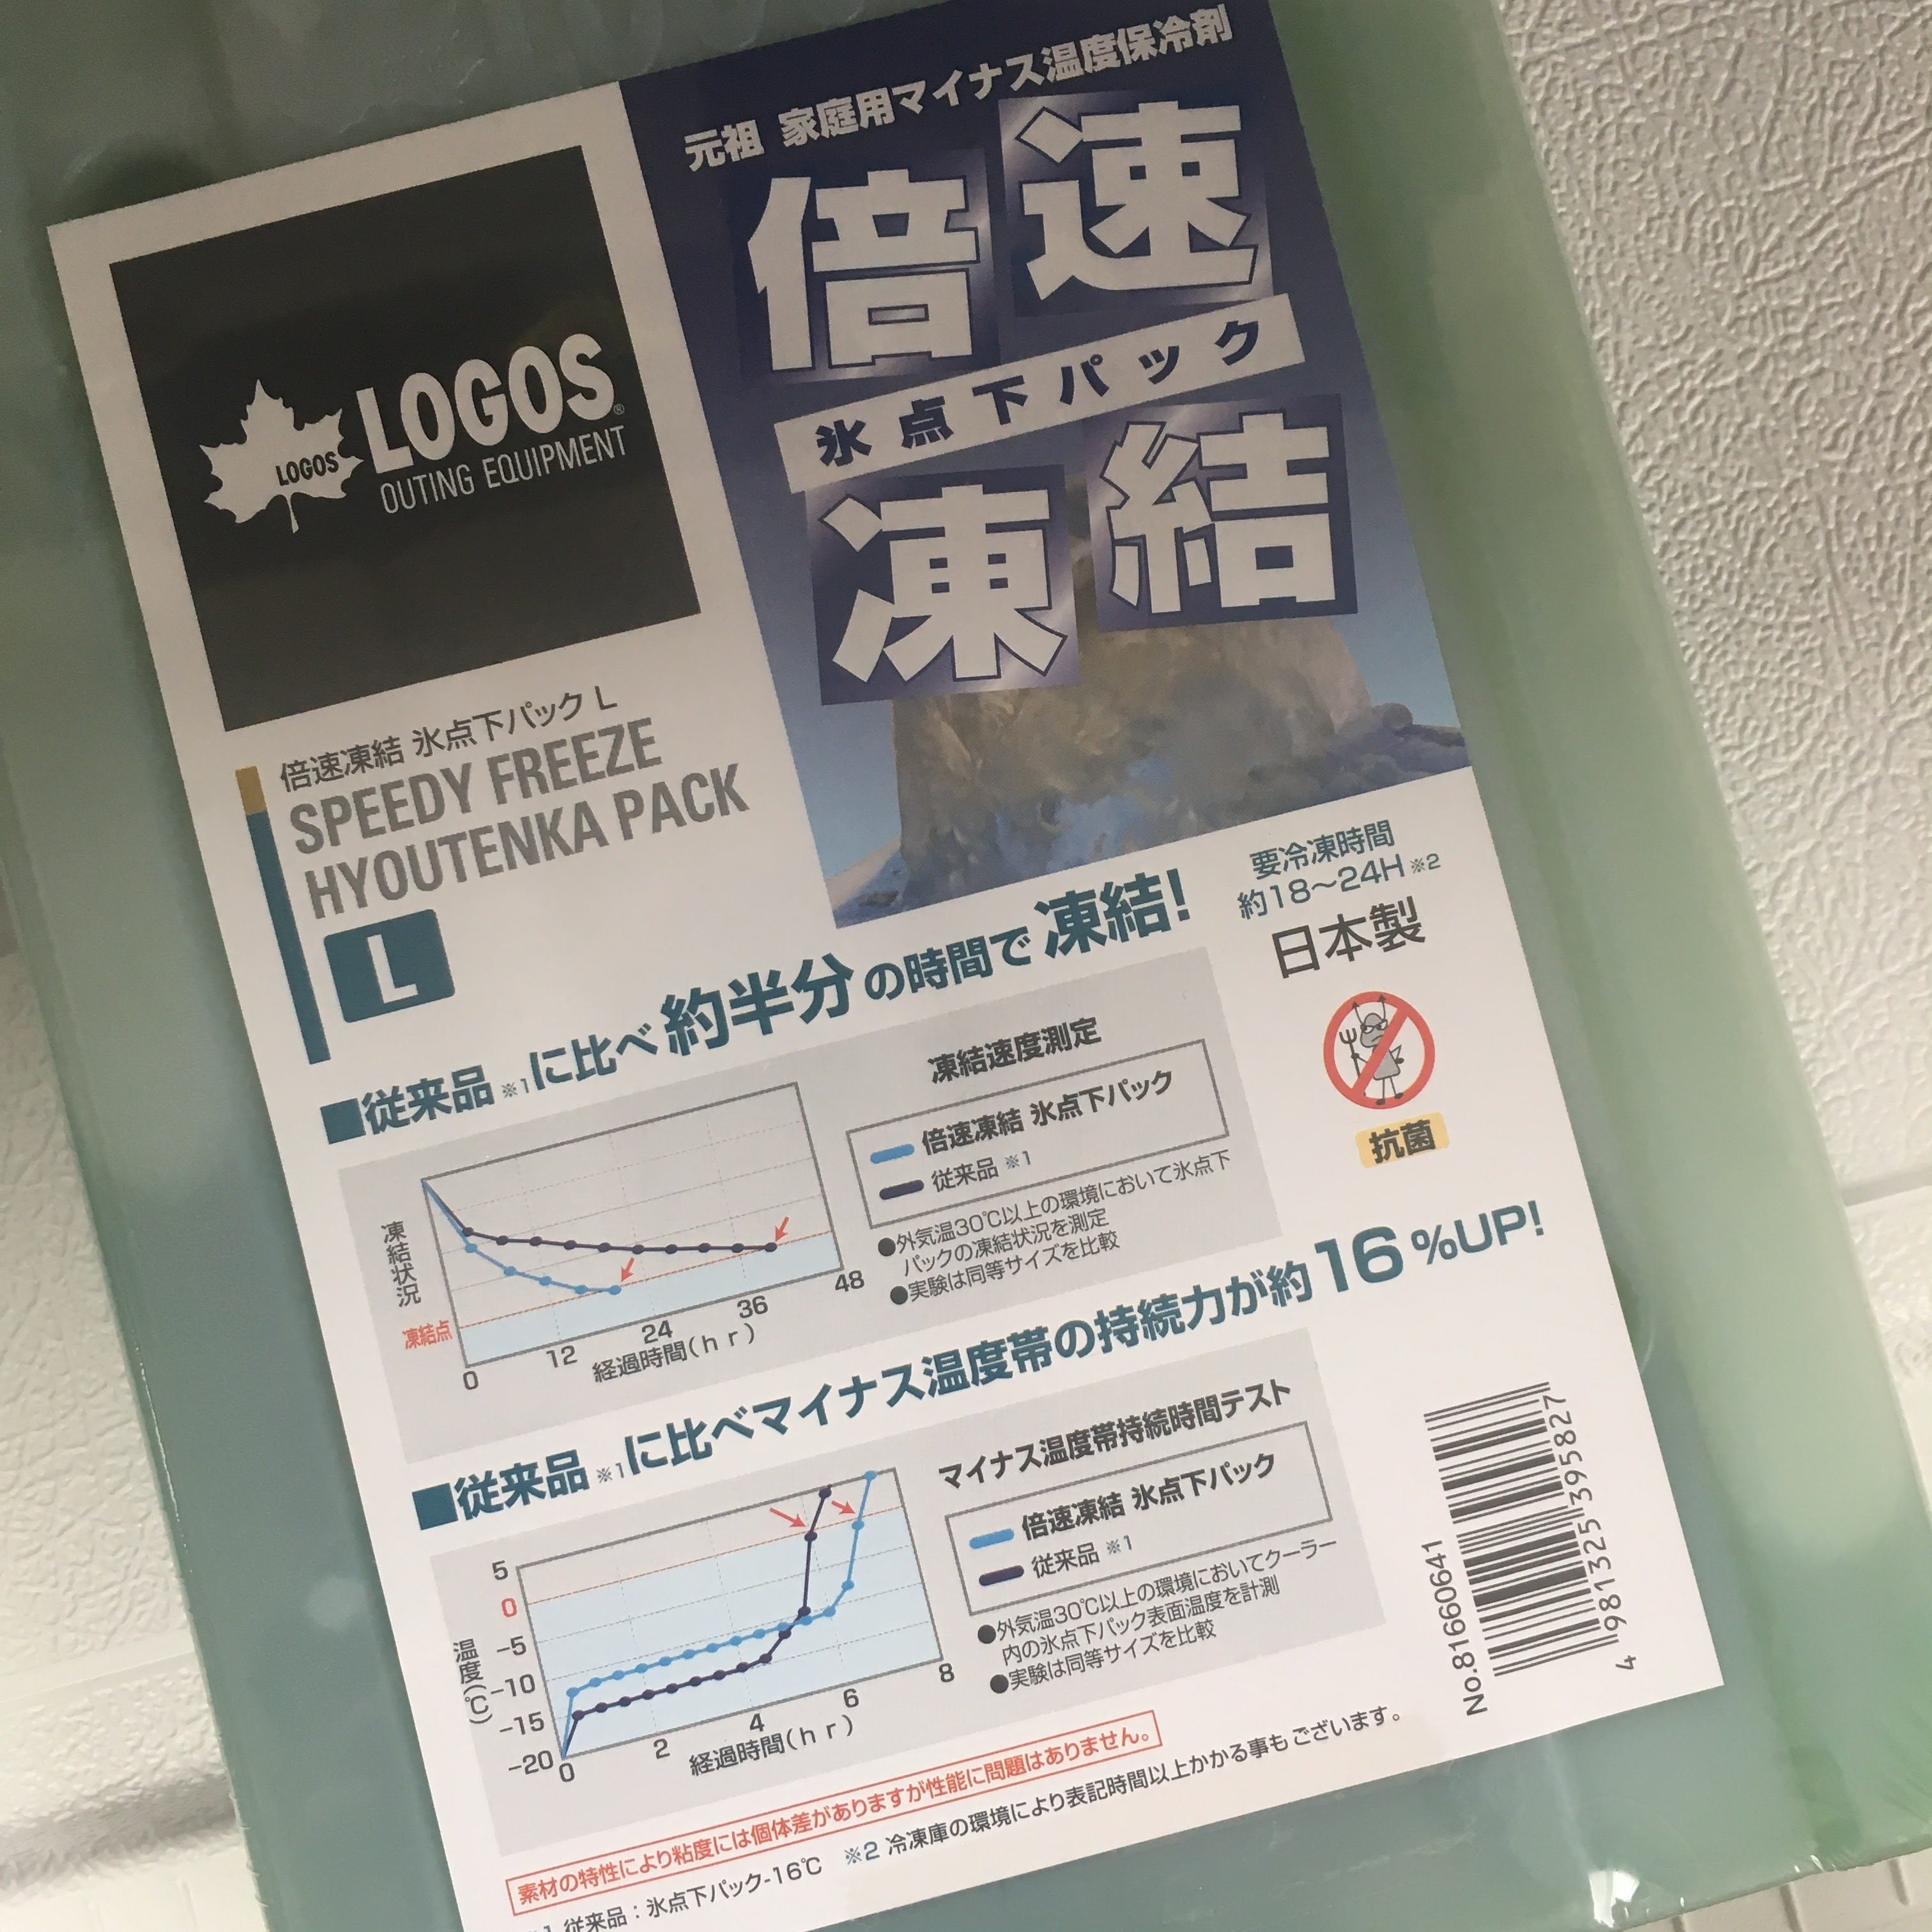 元祖 家庭用マイナス温度保冷剤
倍速
氷点下パック
凍結
LOGOS
LOGOS®
OUTING EQUIPMENT
倍速凍結 氷点下パック L
SPEEDY FREEZE
HYOUTENKA PACK
L
要冷凍時間
約18～24H ※2
日本製
抗菌
■従来品※1に比べ約半分の時間で凍結!
凍結速度測定
倍速凍結 氷点下パック
従来品 ※1
●外気温30℃以上の環境において氷点下
パックの凍結状況を測定
●実験は同等サイズを比較
凍結状況
凍結点
0 12 24 36 48
経過時間(hr)
■従来品※1に比べマイナス温度帯の持続力が約16%UP!
マイナス温度帯持続時間テスト
倍速凍結 氷点下パック
従来品 ※1
●外気温30℃以上の環境においてクーラー
内の氷点下パック表面温度を計測
●実験は同等サイズを比較
温度(℃)
5
0
-5
-10
-15
-20
0 2 4 6 8
経過時間(hr)
No.81660641
4 981325 395827
素材の特性により粘度には個体差がありますが性能に問題はありません。
※1 従来品：氷点下パック-16℃ ※2 冷凍庫の環境により表記時間以上かかる事もございます。